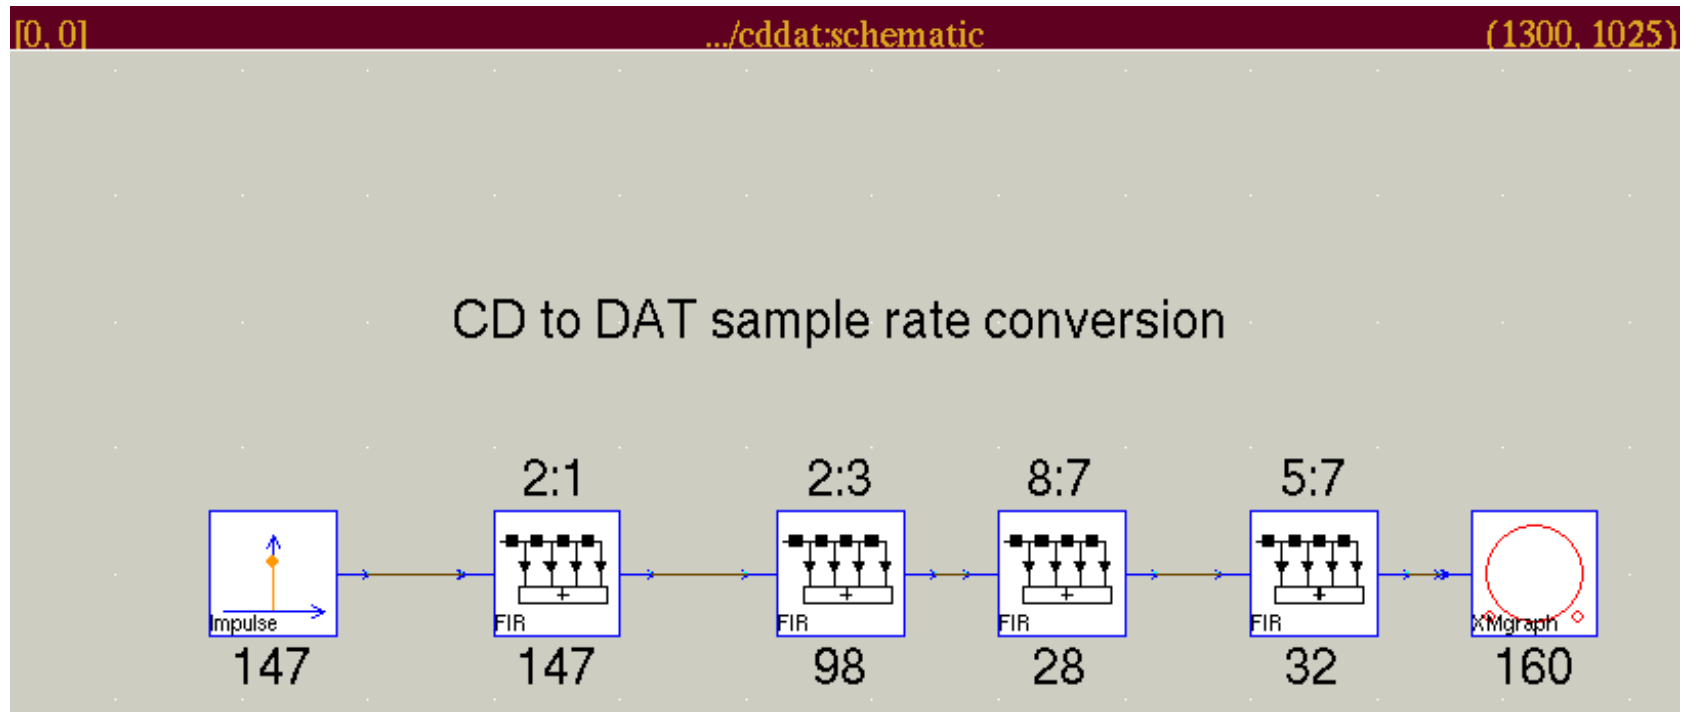 [0, 0] .../cddat:schematic (1300, 1025)
CD to DAT sample rate conversion
2:1 2:3 8:7 5:7
+ + + +
Impulse FIR FIR FIR FIR XMgraph
147 147 98 28 32 160